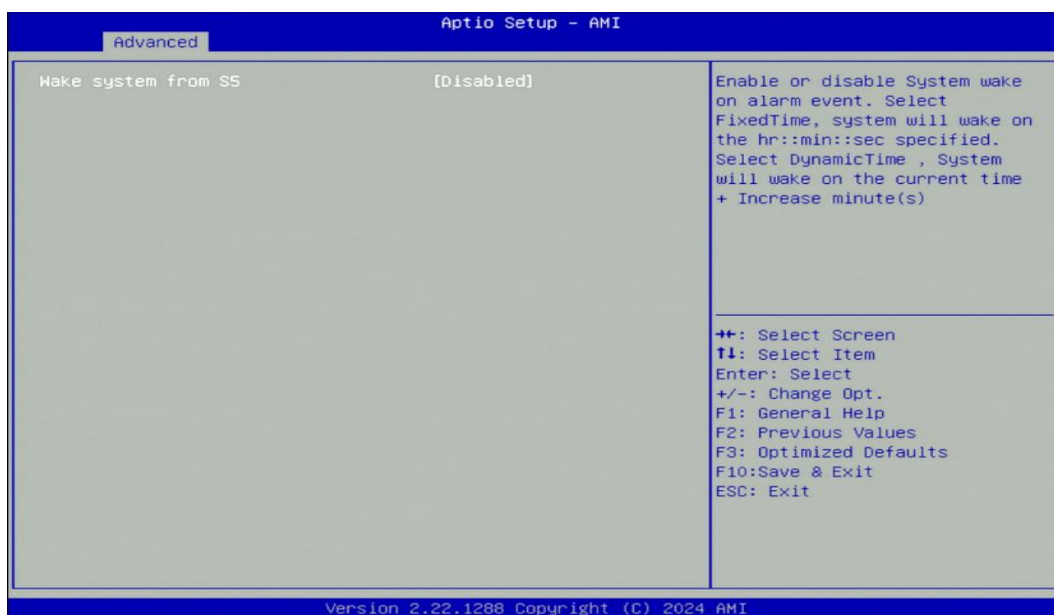 Aptio Setup - AMI
Advanced
Wake system from S5 [Disabled]
Enable or disable System wake
on alarm event. Select
FixedTime, system will wake on
the hr::min::sec specified.
Select DynamicTime , System
will wake on the current time
+ Increase minute(s)
→←: Select Screen
↑↓: Select Item
Enter: Select
+/-: Change Opt.
F1: General Help
F2: Previous Values
F3: Optimized Defaults
F10:Save & Exit
ESC: Exit
Version 2.22.1288 Copyright (C) 2024 AMI